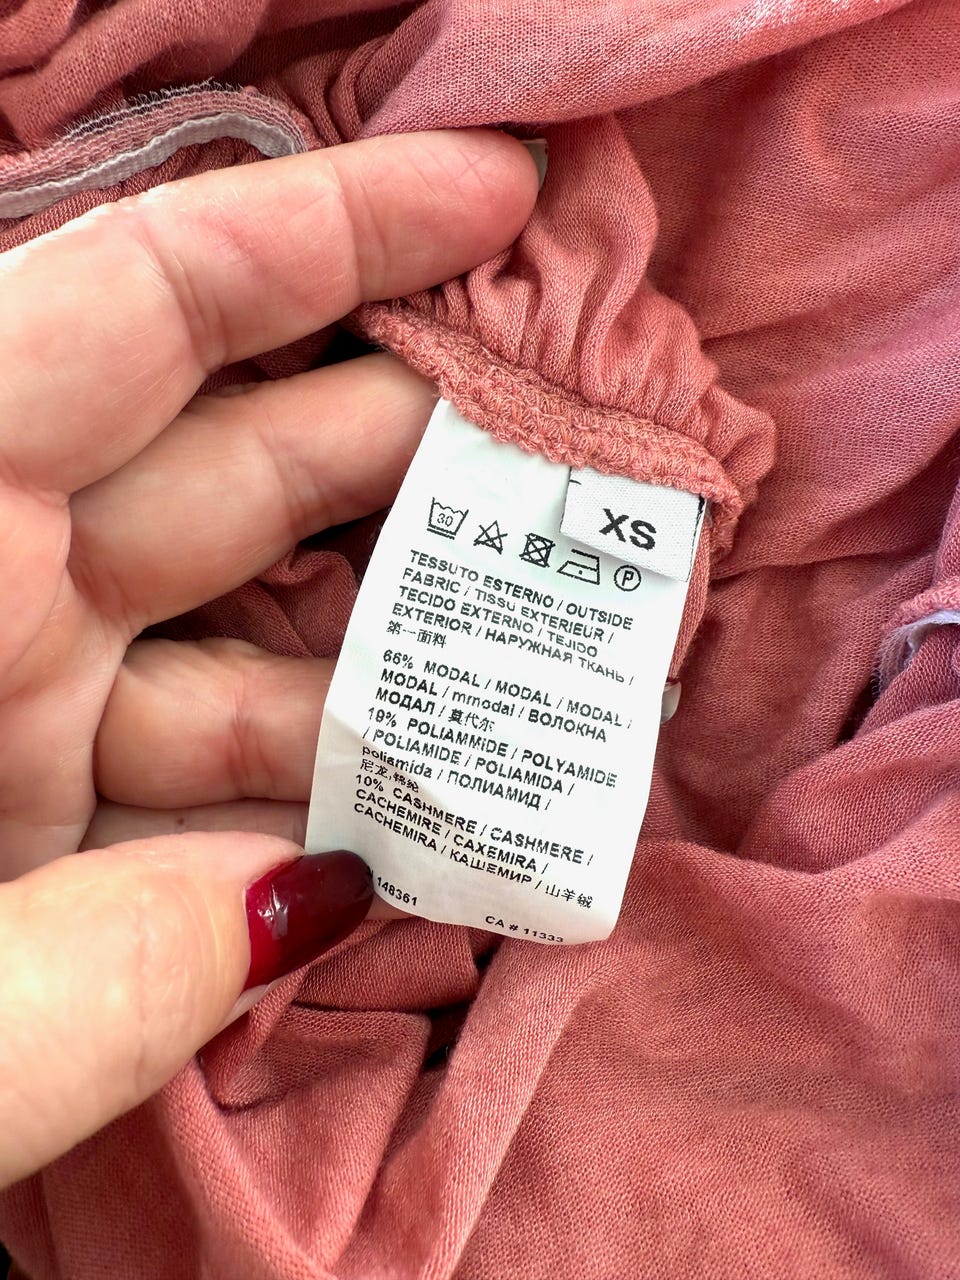 XS
30
P
TESSUTO ESTERNO / OUTSIDE
FABRIC / TISSU EXTERIEUR /
TECIDO EXTERNO / TEJIDO
EXTERIOR / НАРУЖНАЯ ТКАНЬ /
第一面料
66% MODAL / MODAL / MODAL /
MODAL / mmodal / ВОЛОКНА
МОДАЛ / 莫代尔
19% POLIAMMIDE / POLYAMIDE
/ POLIAMIDE / POLIAMIDA /
poliamida / ПОЛИАМИД /
尼龙,锦纶
10% CASHMERE / CASHMERE /
CACHEMIRE / CAXEMIRA /
CACHEMIRA / КАШЕМИР / 山羊绒
148361
CA # 11333